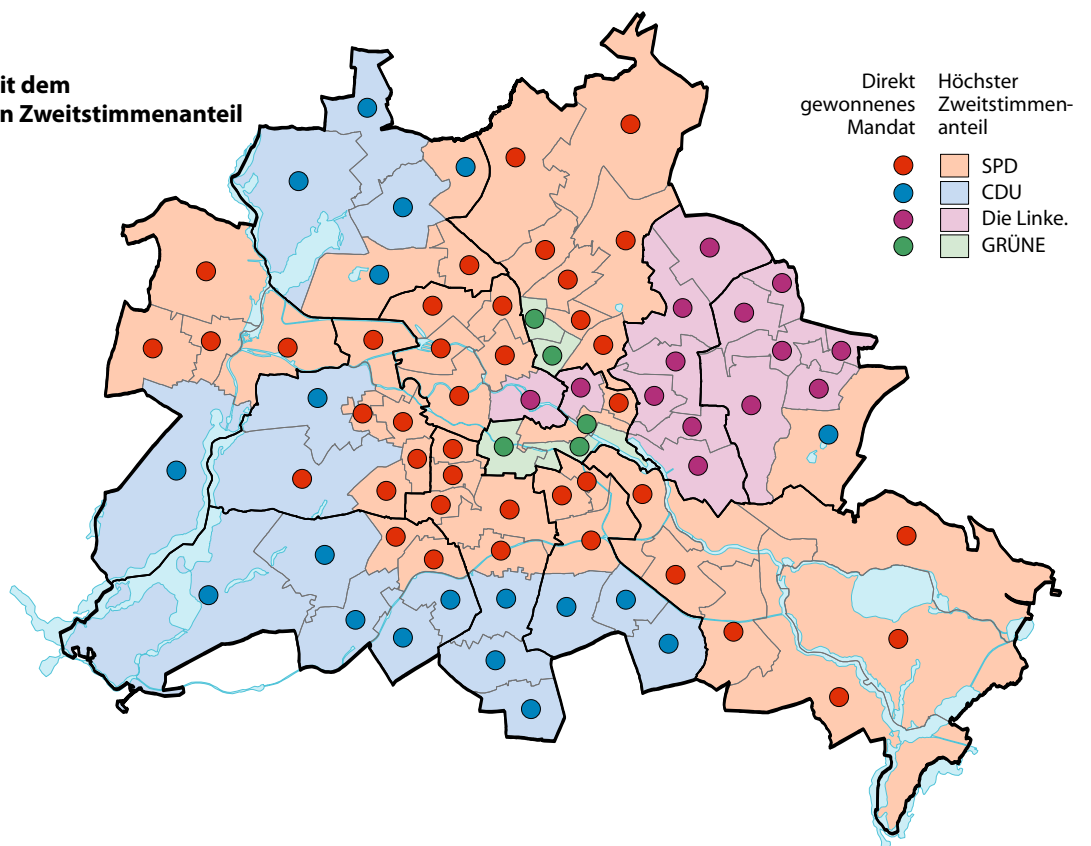 it dem
n Zweitstimmenanteil
Direkt
gewonnenes
Mandat
Höchster
Zweitstimmen-
anteil
SPD
CDU
Die Linke.
GRÜNE